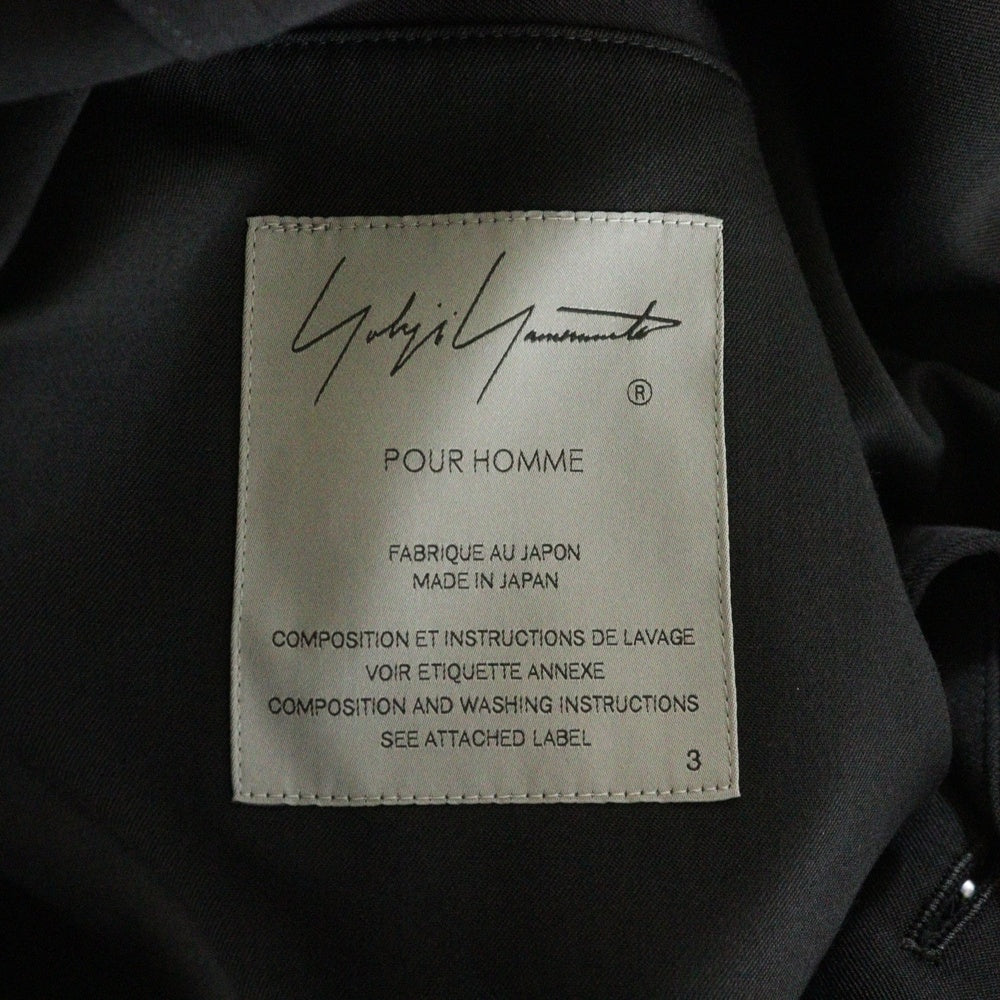 Yohji Yamamoto
®
POUR HOMME
FABRIQUE AU JAPON
MADE IN JAPAN
COMPOSITION ET INSTRUCTIONS DE LAVAGE
VOIR ETIQUETTE ANNEXE
COMPOSITION AND WASHING INSTRUCTIONS
SEE ATTACHED LABEL
3